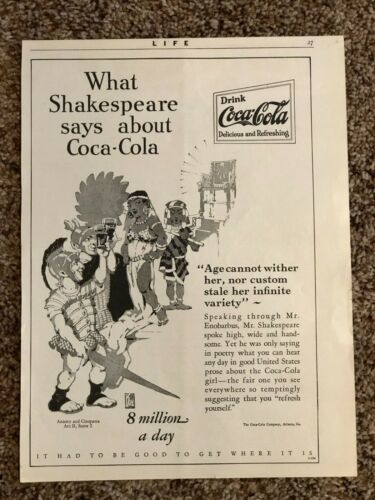 LIFE 27
What
Shakespeare
says about
Coca-Cola
Drink
Coca-Cola
Delicious and Refreshing
"Age cannot wither
her, nor custom
stale her infinite
variety" ~
Speaking through Mr.
Enobarbus, Mr. Shakespeare
spoke high, wide and hand-
some. Yet he was only saying
in poetry what you can hear
any day in good United States
prose about the Coca-Cola
girl—the fair one you see
everywhere so temptingly
suggesting that you "refresh
yourself."
The Coca-Cola Company, Atlanta, Ga.
Antony and Cleopatra
Act II, Scene 2
8 million
a day
IT HAD TO BE GOOD TO GET WHERE IT IS